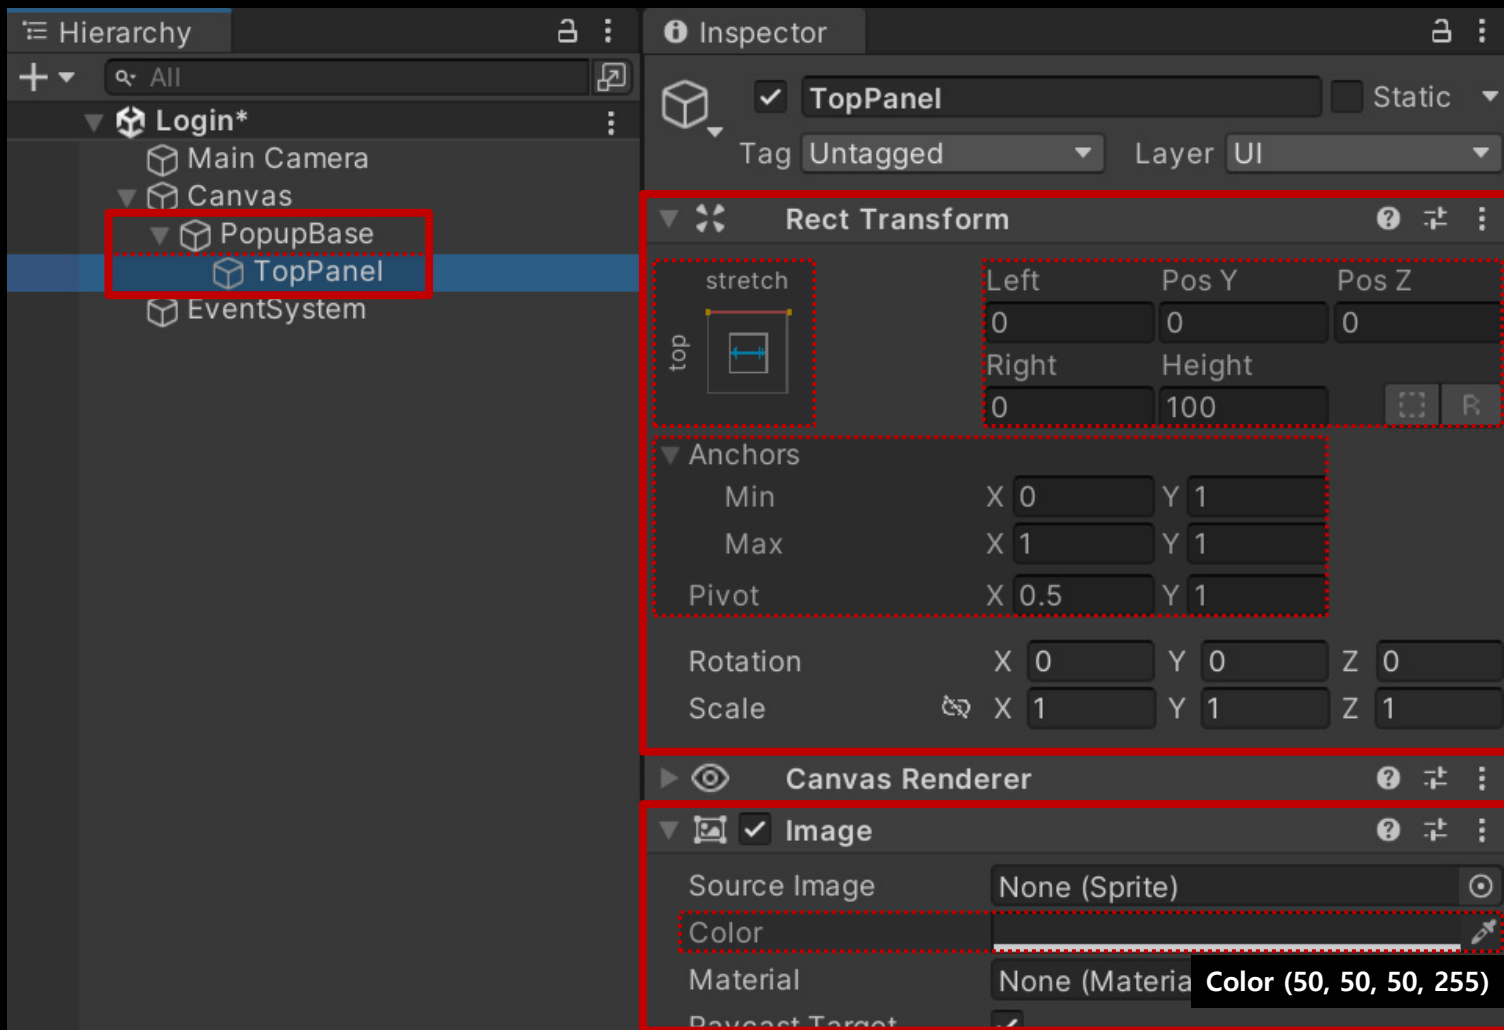 Hierarchy
All
Login*
Main Camera
Canvas
PopupBase
TopPanel
EventSystem
Inspector
TopPanel Static
Tag Untagged Layer UI
Rect Transform
stretch
top
Left Pos Y Pos Z
0 0 0
Right Height
0 100 R
Anchors
Min X 0 Y 1
Max X 1 Y 1
Pivot X 0.5 Y 1
Rotation X 0 Y 0 Z 0
Scale X 1 Y 1 Z 1
Canvas Renderer
Image
Source Image None (Sprite)
Color
Material None (Materia
Color (50, 50, 50, 255)
Raycast Target